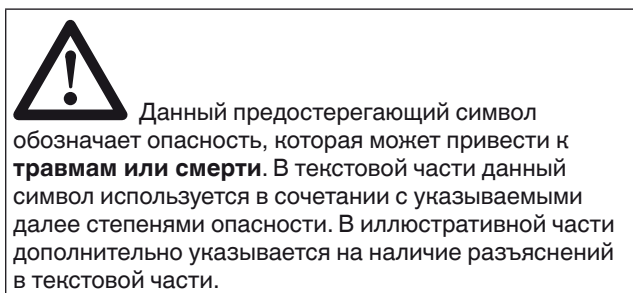 Данный предостерегающий символ
обозначает опасность, которая может привести к
травмам или смерти. В текстовой части данный
символ используется в сочетании с указываемыми
далее степенями опасности. В иллюстративной части
дополнительно указывается на наличие разъяснений
в текстовой части.